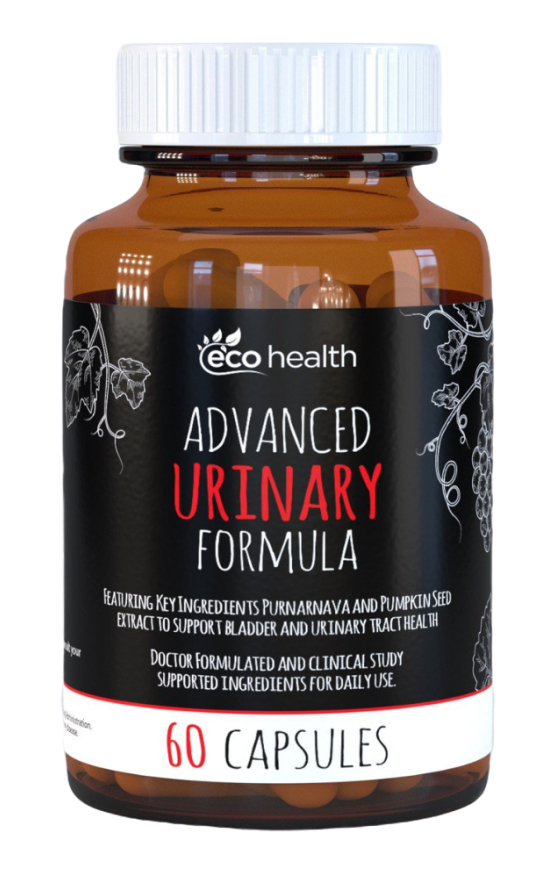 eco health
ADVANCED
URINARY
FORMULA
FEATURING KEY INGREDIENTS PURNARNAVA AND PUMPKIN SEED
EXTRACT TO SUPPORT BLADDER AND URINARY TRACT HEALTH
DOCTOR FORMULATED AND CLINICAL STUDY
SUPPORTED INGREDIENTS FOR DAILY USE.
your
60 CAPSULES